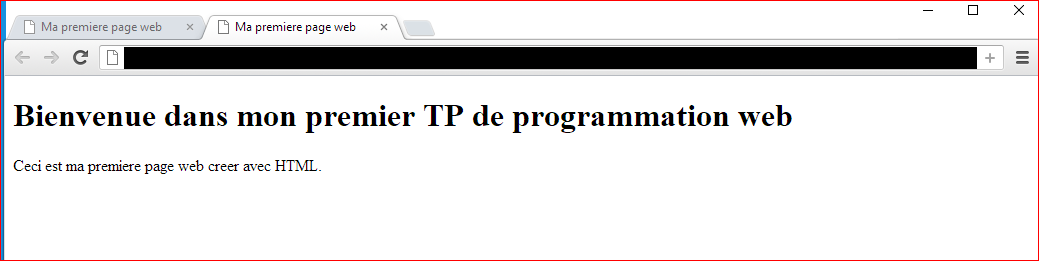 Ma premiere page web
Ma premiere page web
Bienvenue dans mon premier TP de programmation web
Ceci est ma premiere page web creer avec HTML.